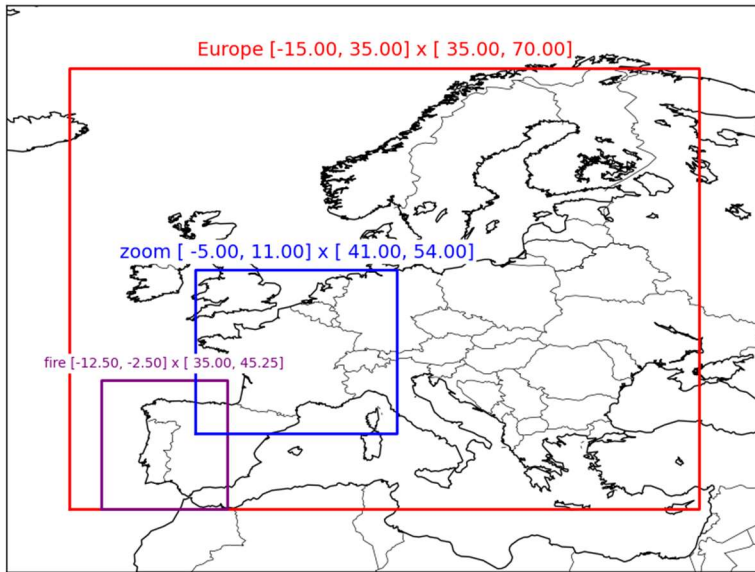 Europe [-15.00, 35.00] x [ 35.00, 70.00]
zoom [ -5.00, 11.00] x [ 41.00, 54.00]
fire [-12.50, -2.50] x [ 35.00, 45.25]